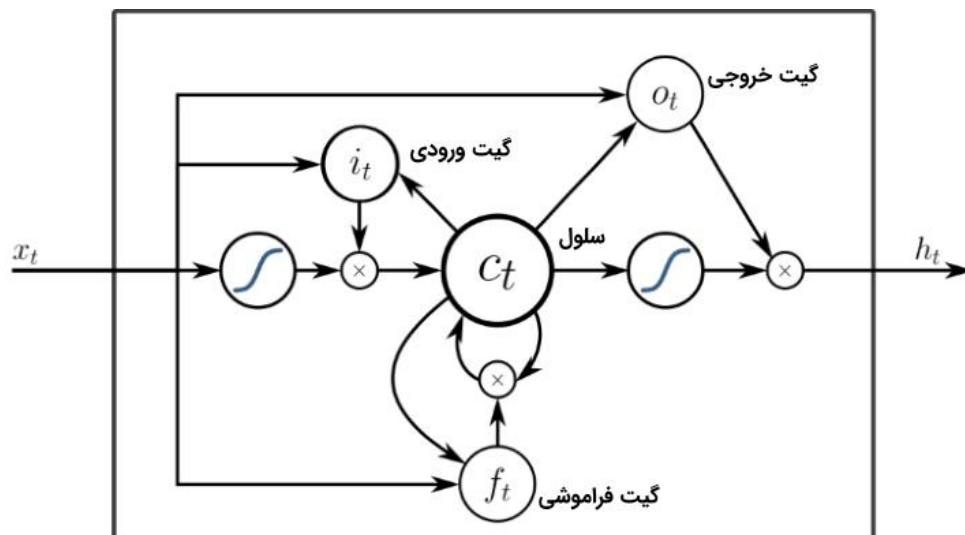 گیت خروجی
o_t
گیت ورودی
i_t
سلول
x_t
×
c_t
×
h_t
×
f_t
گیت فراموشی